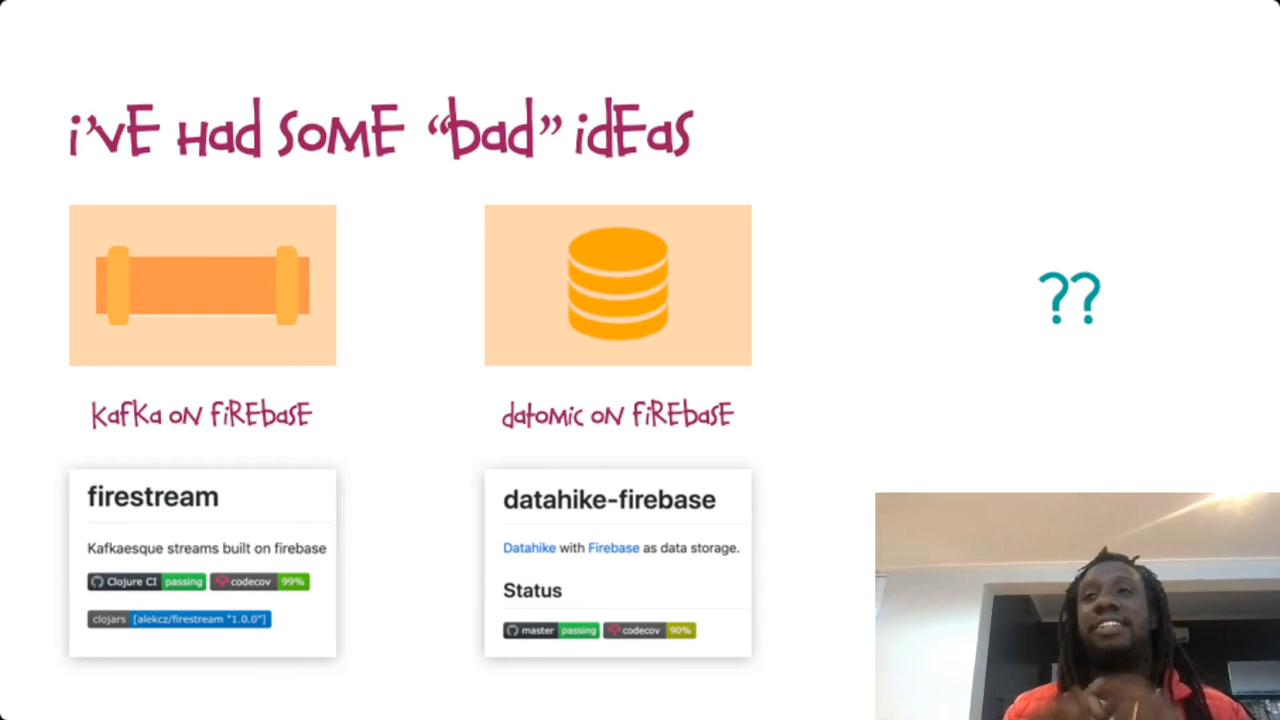 i've had some “bad” ideas
??
kafka on firebase
datomic on firebase
firestream
Kafkaesque streams built on firebase
Clojure CI passing codecov 99%
clojars [alekcz/firestream "1.0.0"]
datahike-firebase
Datahike with Firebase as data storage.
Status
master passing codecov 90%